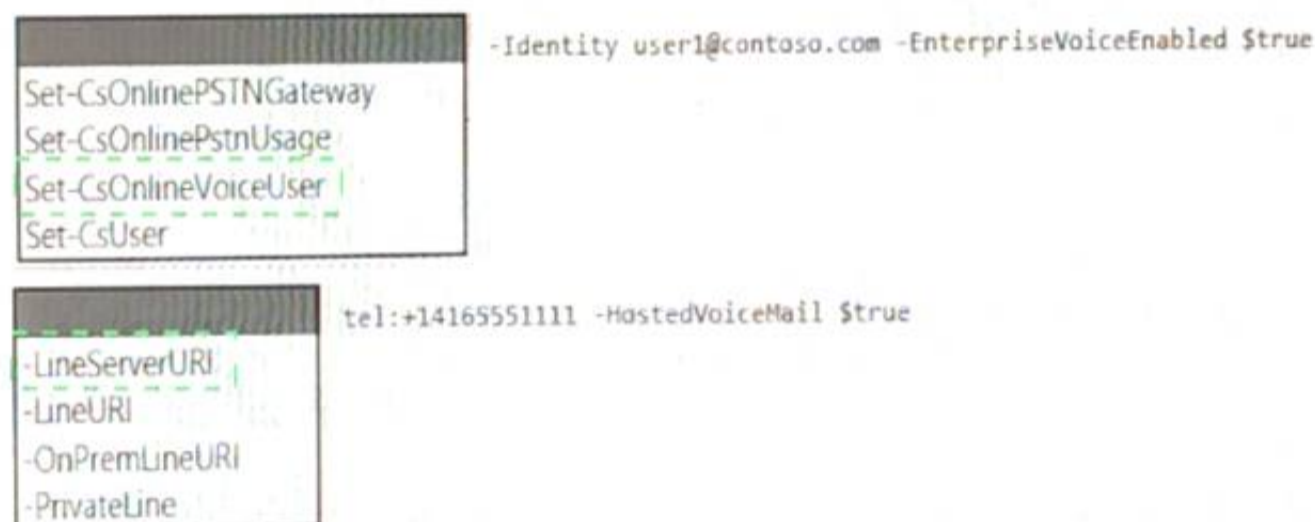 -Identity user1@contoso.com -EnterpriseVoiceEnabled $true
Set-CsOnlinePSTNGateway
Set-CsOnlinePstnUsage
Set-CsOnlineVoiceUser
Set-CsUser
tel:+14165551111 -HostedVoiceMail $true
-LineServerURI
-LineURI
-OnPremLineURI
-PrivateLine